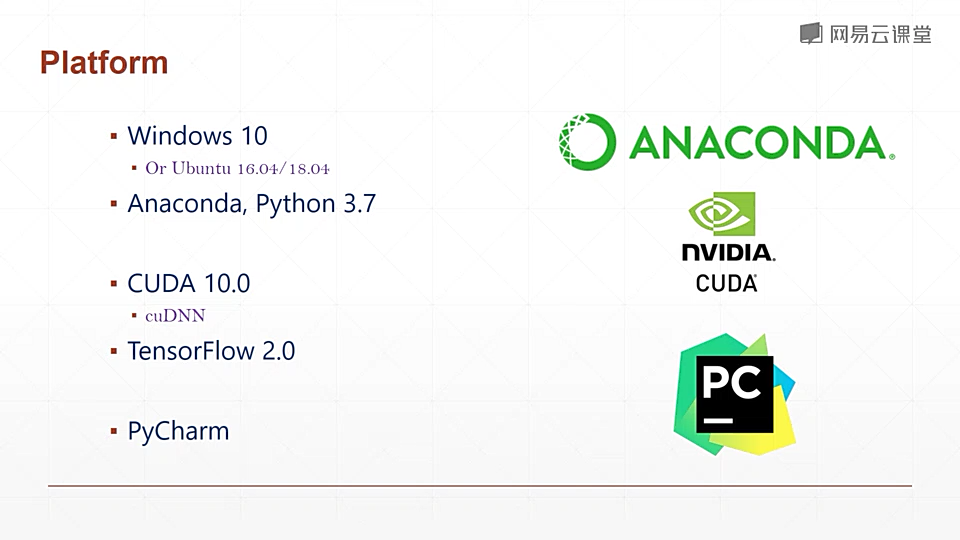 网易云课堂
Platform
Windows 10
Or Ubuntu 16.04/18.04
Anaconda, Python 3.7
CUDA 10.0
cuDNN
TensorFlow 2.0
PyCharm
ANACONDA®
NVIDIA.
CUDA®
PC